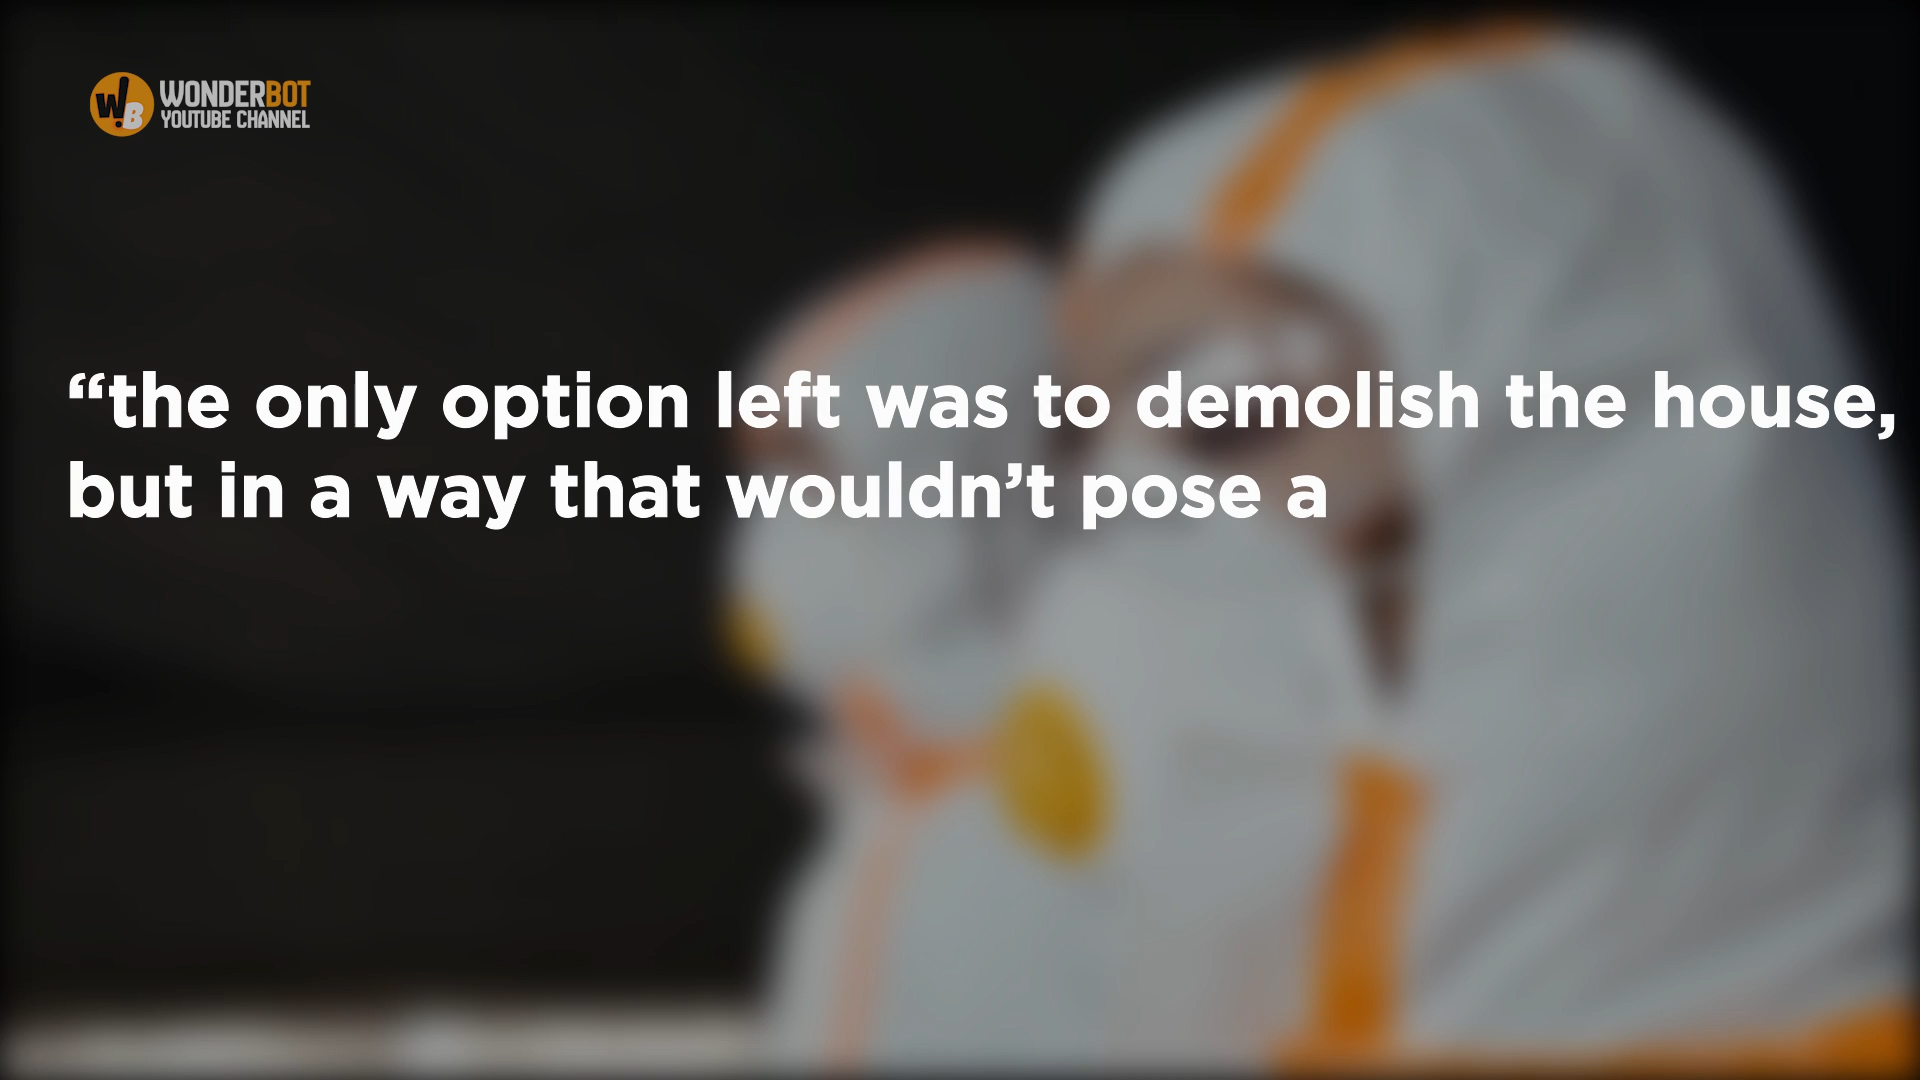 W!B WONDERBOT
YOUTUBE CHANNEL
“the only option left was to demolish the house,
but in a way that wouldn’t pose a